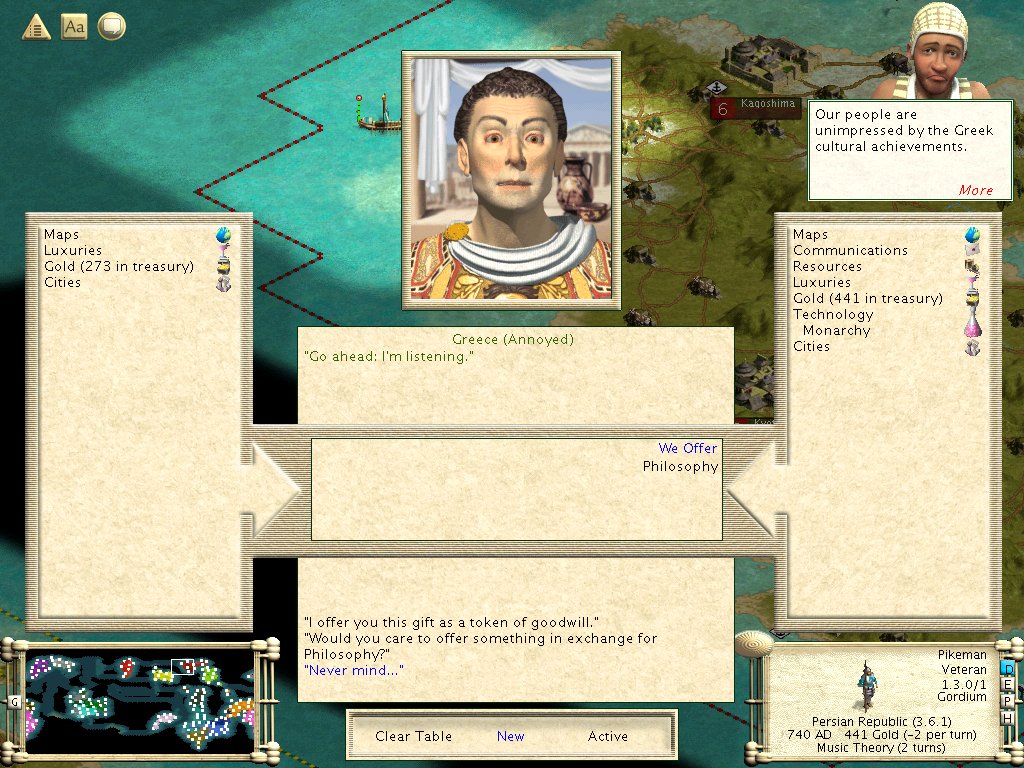 Aa
6 Kagoshima
Our people are
unimpressed by the Greek
cultural achievements.
More
Maps
Luxuries
Gold (273 in treasury)
Cities
Maps
Communications
Resources
Luxuries
Gold (441 in treasury)
Technology
Monarchy
Cities
Greece (Annoyed)
"Go ahead: I'm listening."
We Offer
Philosophy
"I offer you this gift as a token of goodwill."
"Would you care to offer something in exchange for
Philosophy?"
"Never mind..."
Clear Table
New
Active
G
Pikeman
Veteran
1.3.0/1
Gordium
Persian Republic (3.6.1)
740 AD 441 Gold (-2 per turn)
Music Theory (2 turns)
D
E
P
H